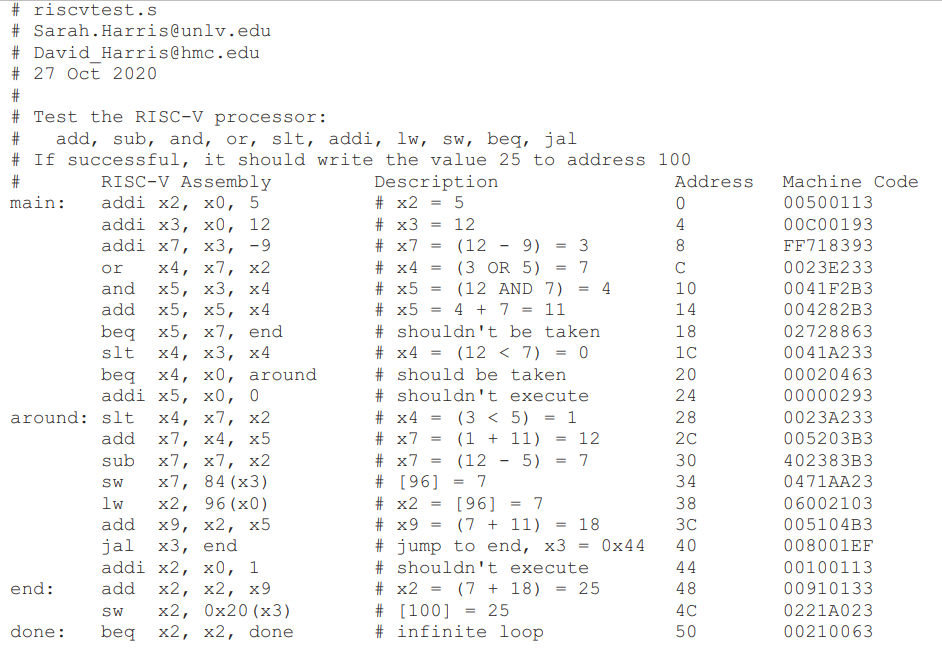 # riscvtest.s
# Sarah.Harris@unlv.edu
# David_Harris@hmc.edu
# 27 Oct 2020
#
# Test the RISC-V processor:
#   add, sub, and, or, slt, addi, lw, sw, beq, jal
# If successful, it should write the value 25 to address 100
#       RISC-V Assembly         Description               Address   Machine Code
main:   addi x2, x0, 5          # x2 = 5                  0         00500113
        addi x3, x0, 12         # x3 = 12                 4         00C00193
        addi x7, x3, -9         # x7 = (12 - 9) = 3       8         FF718393
        or   x4, x7, x2         # x4 = (3 OR 5) = 7       C         0023E233
        and  x5, x3, x4         # x5 = (12 AND 7) = 4     10        0041F2B3
        add  x5, x5, x4         # x5 = 4 + 7 = 11         14        004282B3
        beq  x5, x7, end        # shouldn't be taken      18        02728863
        slt  x4, x3, x4         # x4 = (12 < 7) = 0       1C        0041A233
        beq  x4, x0, around     # should be taken         20        00020463
        addi x5, x0, 0          # shouldn't execute       24        00000293
around: slt  x4, x7, x2         # x4 = (3 < 5) = 1        28        0023A233
        add  x7, x4, x5         # x7 = (1 + 11) = 12      2C        005203B3
        sub  x7, x7, x2         # x7 = (12 - 5) = 7       30        402383B3
        sw   x7, 84(x3)         # [96] = 7                34        0471AA23
        lw   x2, 96(x0)         # x2 = [96] = 7           38        06002103
        add  x9, x2, x5         # x9 = (7 + 11) = 18      3C        005104B3
        jal  x3, end            # jump to end, x3 = 0x44  40        008001EF
        addi x2, x0, 1          # shouldn't execute       44        00100113
end:    add  x2, x2, x9         # x2 = (7 + 18) = 25      48        00910133
        sw   x2, 0x20(x3)       # [100] = 25              4C        0221A023
done:   beq  x2, x2, done       # infinite loop           50        00210063